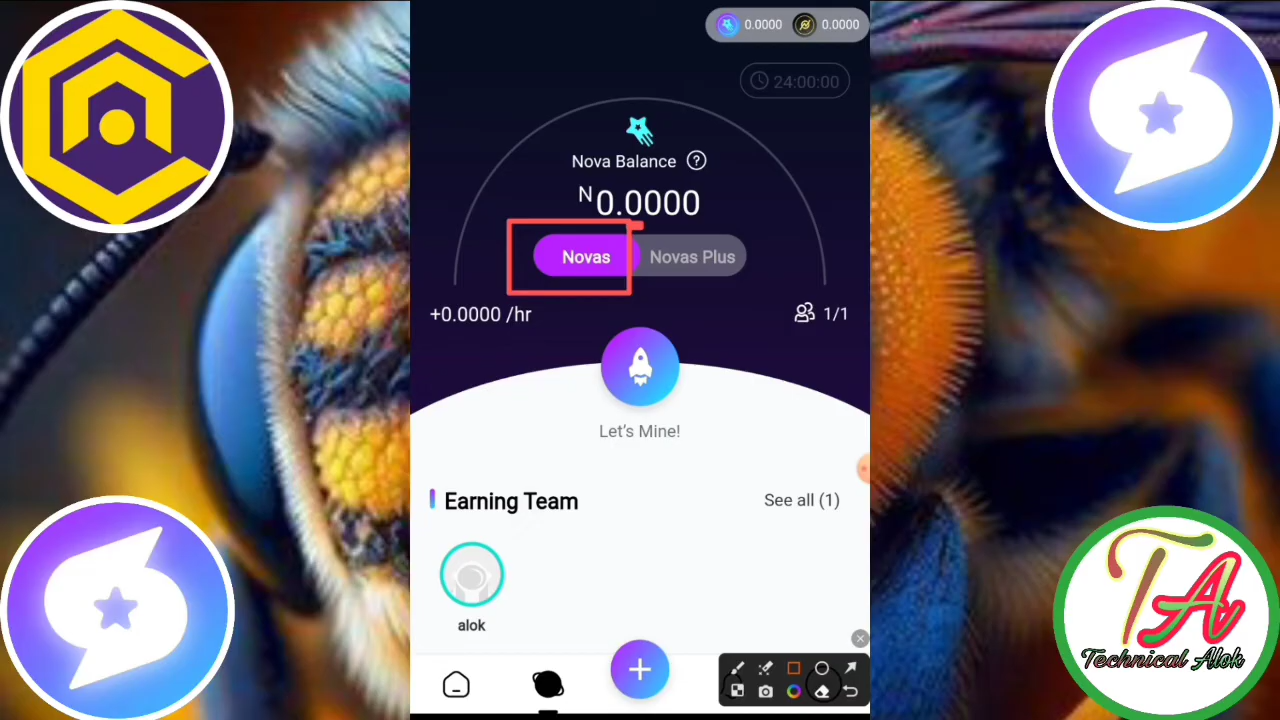 0.0000 0.0000
24:00:00
Nova Balance ?
N0.0000
Novas Novas Plus
+0.0000 /hr 1/1
Let's Mine!
Earning Team See all (1)
alok
TA
Technical Alok